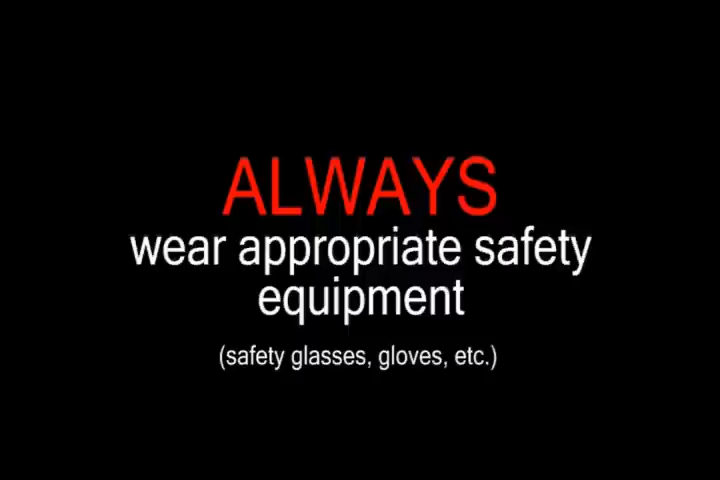 ALWAYS
wear appropriate safety
equipment
(safety glasses, gloves, etc.)